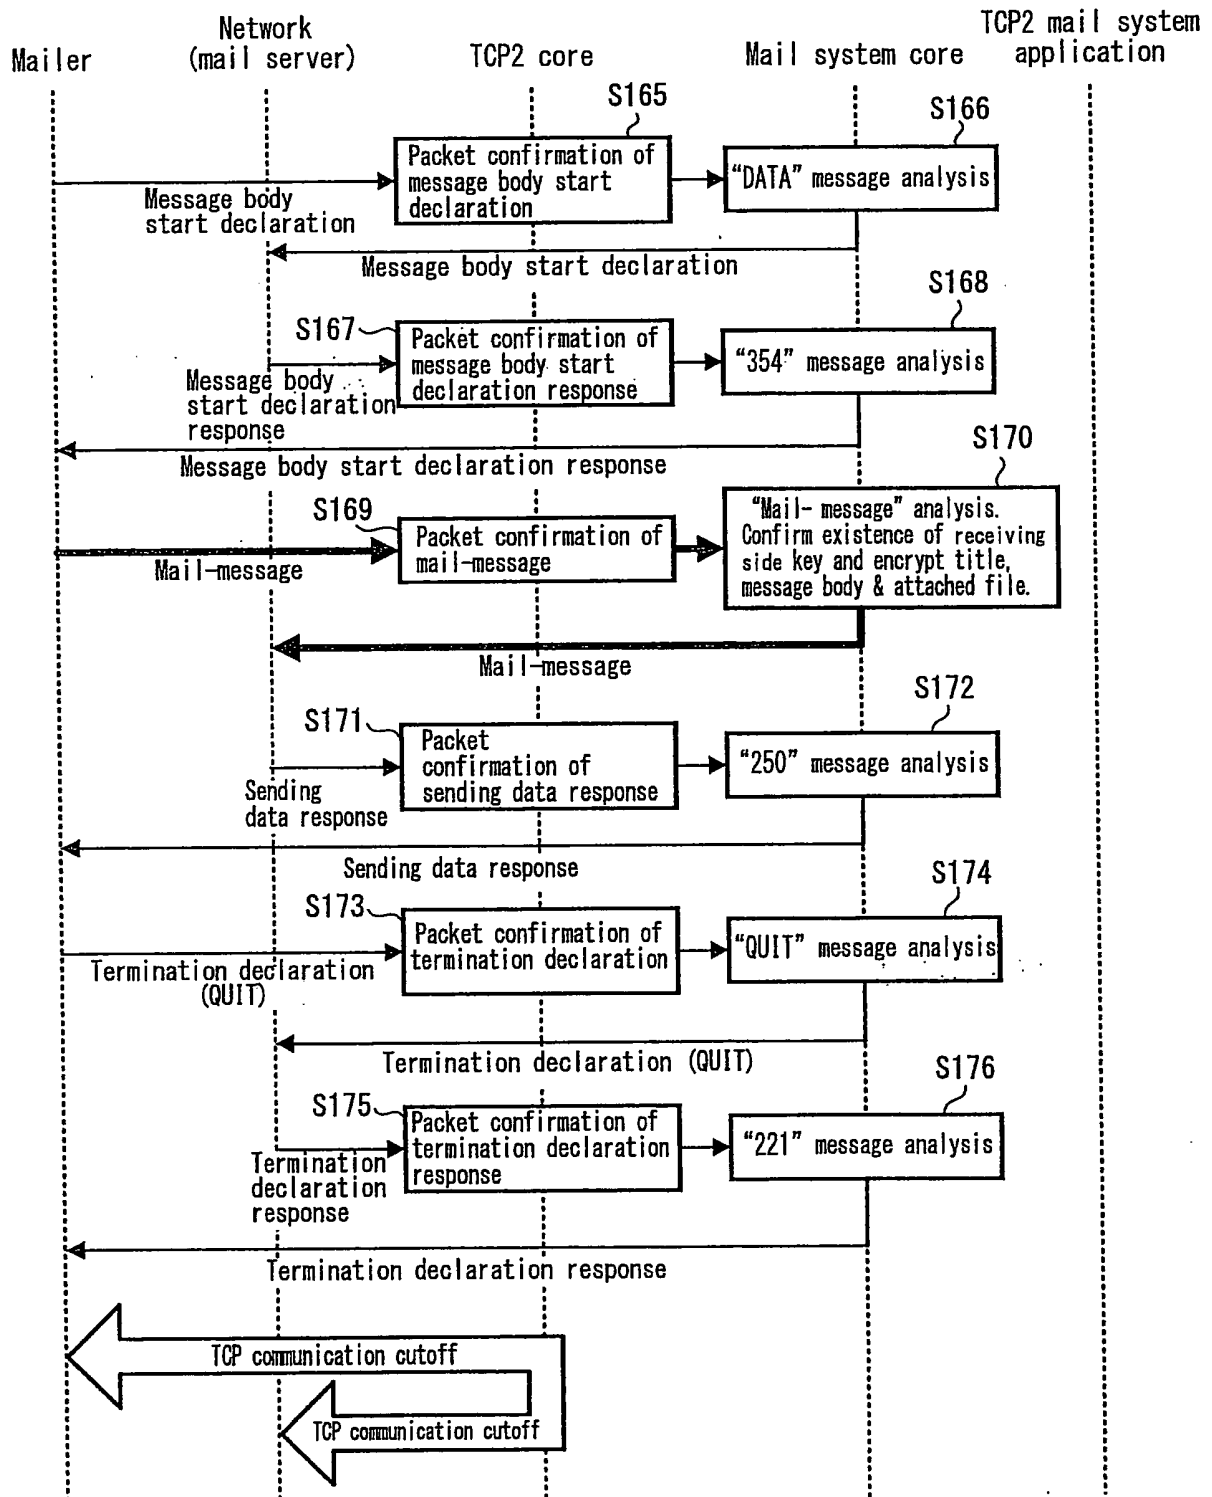 Mailer
Network
(mail server)
TCP2 core
Mail system core
TCP2 mail system
application
S165
S166
Packet confirmation of
message body start
declaration
“DATA” message analysis
Message body
start declaration
Message body start declaration
S167
S168
Packet confirmation of
message body start
declaration response
“354” message analysis
Message body
start declaration
response
Message body start declaration response
S169
S170
Packet confirmation of
mail-message
“Mail- message” analysis.
Confirm existence of receiving
side key and encrypt title,
message body & attached file.
Mail-message
Mail-message
S171
S172
Packet
confirmation of
sending data response
“250” message analysis
Sending
data response
Sending data response
S173
S174
Packet confirmation of
termination declaration
“QUIT” message analysis
Termination declaration
(QUIT)
Termination declaration (QUIT)
S175
S176
Packet confirmation of
termination declaration
response
“221” message analysis
Termination
declaration
response
Termination declaration response
TCP communication cutoff
TCP communication cutoff